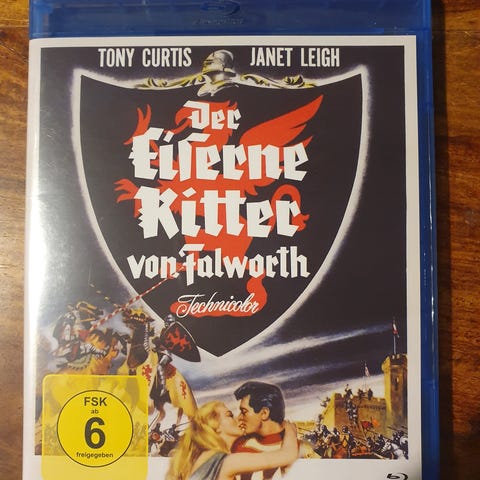 TONY CURTIS JANET LEIGH
Der
Eiserne
Ritter
von Falworth
Technicolor
FSK
ab
6
freigegeben